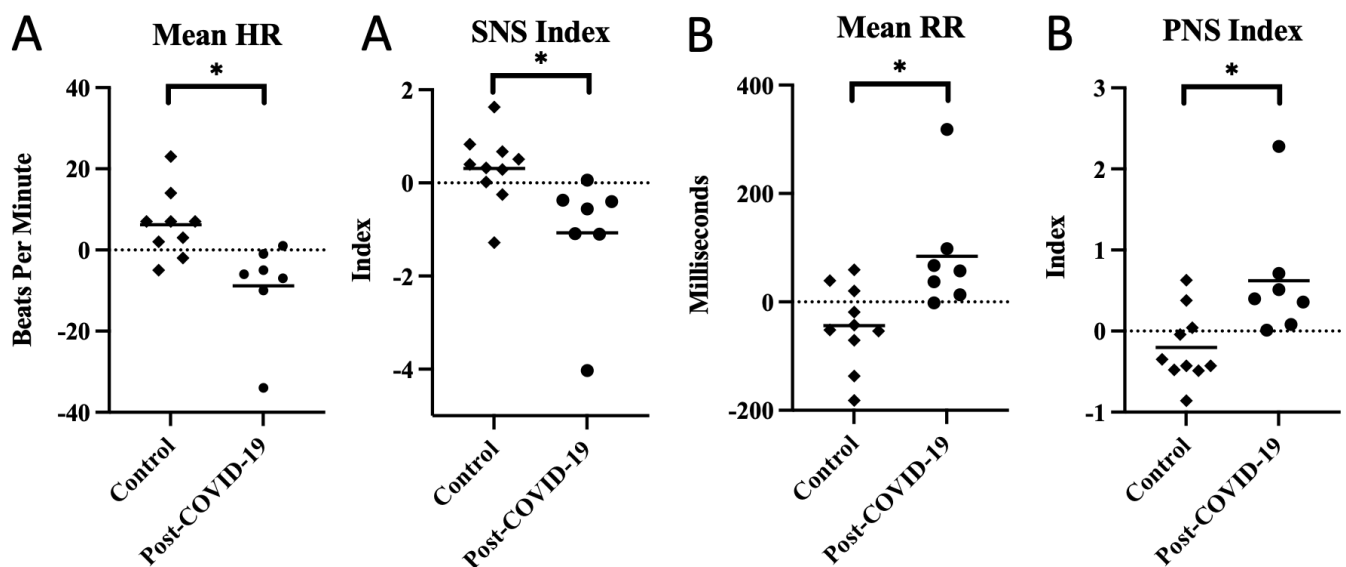 A
Mean HR
*
Beats Per Minute
40
20
0
-20
-40
Control
Post-COVID-19
A
SNS Index
*
Index
2
0
-2
-4
Control
Post-COVID-19
B
Mean RR
*
Milliseconds
400
200
0
-200
Control
Post-COVID-19
B
PNS Index
*
Index
3
2
1
0
-1
Control
Post-COVID-19